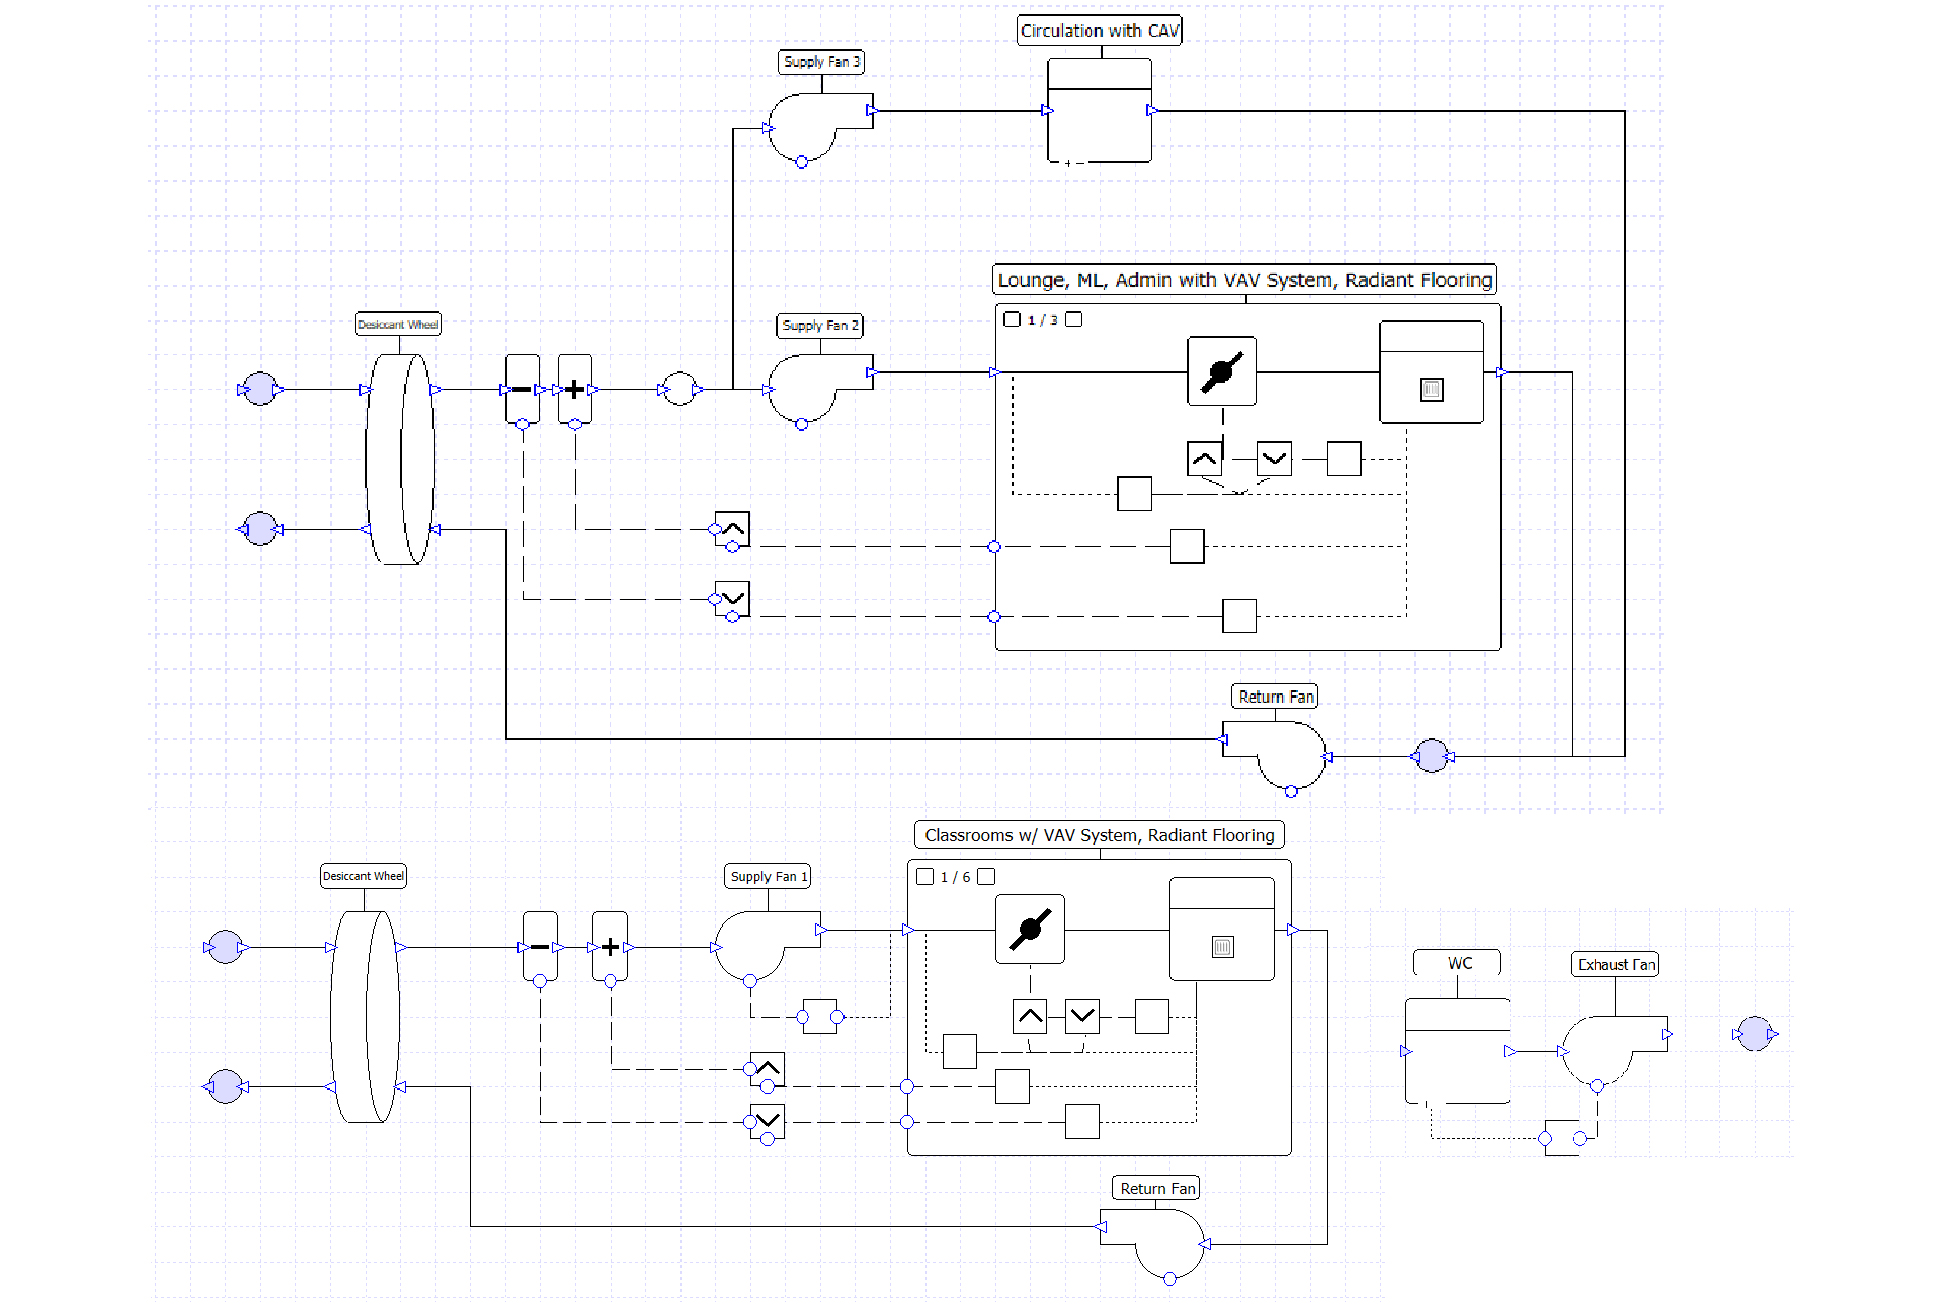 Circulation with CAV
Supply Fan 3
Lounge, ML, Admin with VAV System, Radiant Flooring
Desiccant Wheel
Supply Fan 2
1 / 3
Return Fan
Classrooms w/ VAV System, Radiant Flooring
Desiccant Wheel
Supply Fan 1
1 / 6
WC
Exhaust Fan
Return Fan